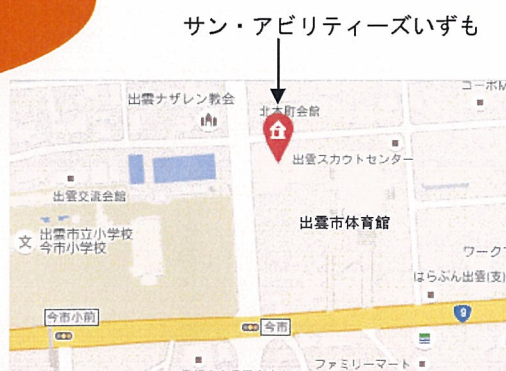 サン・アビリティーズいずも
コーポM
出雲ナザレン教会
北本町会館
出雲スカウトセンター
出雲交流会館
出雲市体育館
文
出雲市立小学校
今市小学校
ワーク
はらぶん出雲(支)
9
今市小前
今市
ファミリーマート